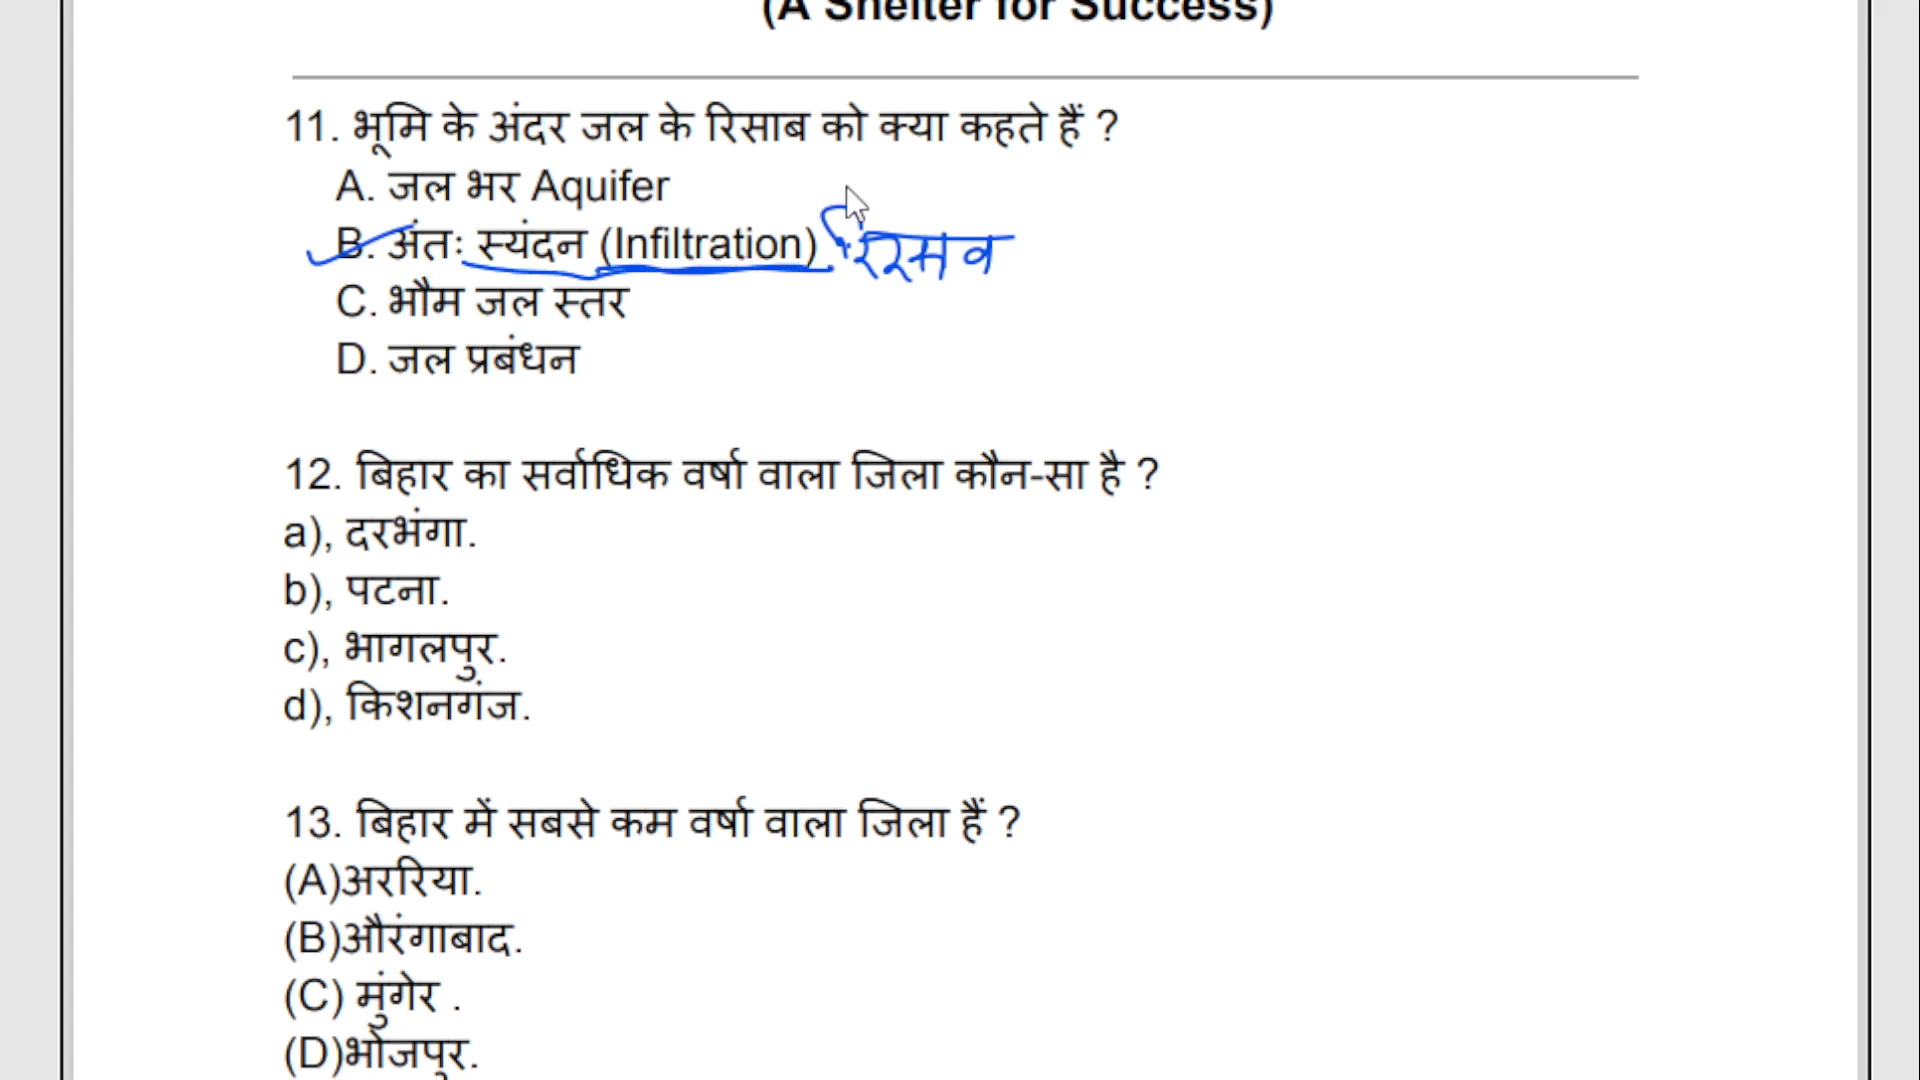 (A Shelter for Success)
11. भूमि के अंदर जल के रिसाब को क्या कहते हैं ?
A. जल भर Aquifer
B. अंतः स्यंदन (Infiltration) रिसव
C. भौम जल स्तर
D. जल प्रबंधन
12. बिहार का सर्वाधिक वर्षा वाला जिला कौन-सा है ?
a), दरभंगा.
b), पटना.
c), भागलपुर.
d), किशनगंज.
13. बिहार में सबसे कम वर्षा वाला जिला हैं ?
(A)अररिया.
(B)औरंगाबाद.
(C) मुंगेर .
(D)भोजपुर.